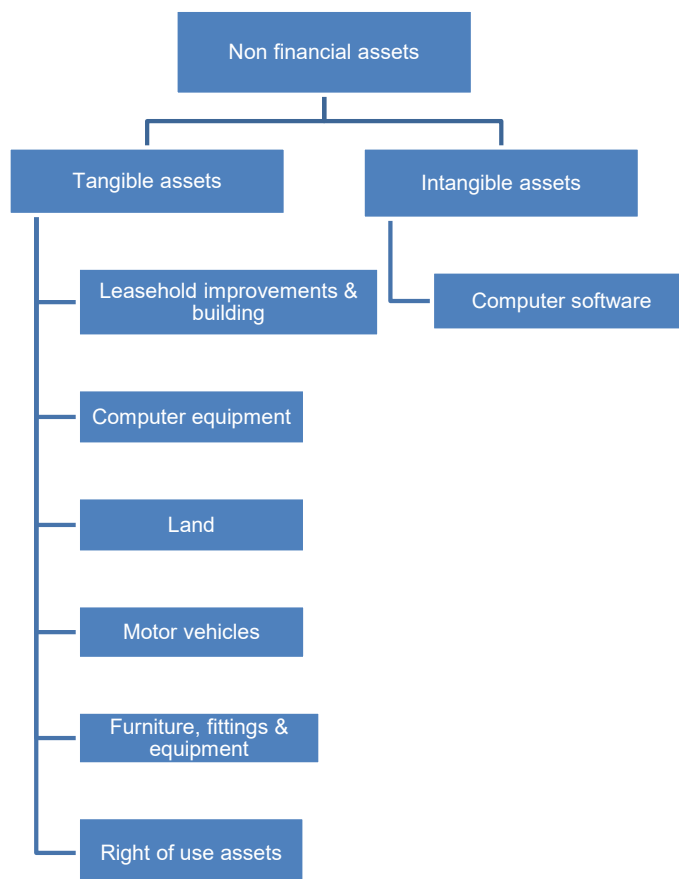 Non financial assets
Tangible assets
Intangible assets
Leasehold improvements &
building
Computer software
Computer equipment
Land
Motor vehicles
Furniture, fittings &
equipment
Right of use assets